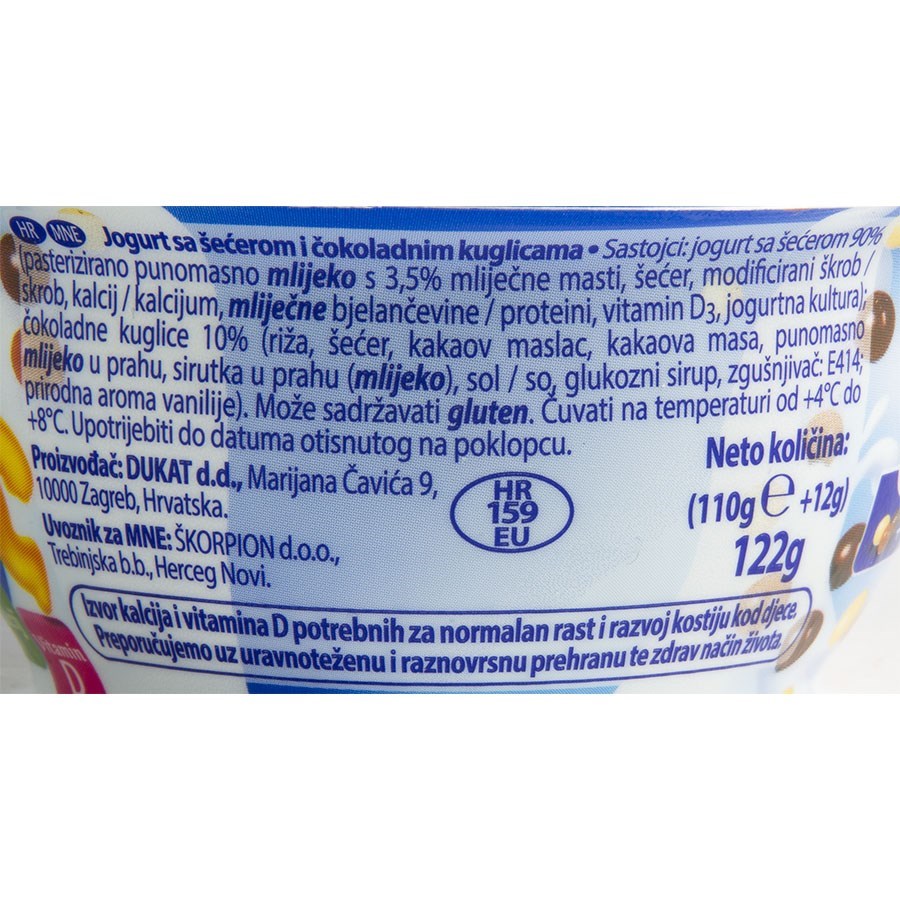 HR MNE Jogurt sa šećerom i čokoladnim kuglicama • Sastojci: jogurt sa šećerom 90%
(pasterizirano punomasno mlijeko s 3,5% mliječne masti, šećer, modificirani škrob /
skrob, kalcij / kalcijum, mliječne bjelančevine / proteini, vitamin D3, jogurtna kultura);
čokoladne kuglice 10% (riža, šećer, kakaov maslac, kakaova masa, punomasno
mlijeko u prahu, sirutka u prahu (mlijeko), sol / so, glukozni sirup, zgušnjivač: E414;
prirodna aroma vanilije). Može sadržavati gluten. Čuvati na temperaturi od +4°C do
+8°C. Upotrijebiti do datuma otisnutog na poklopcu.
Proizvođač: DUKAT d.d., Marijana Čavića 9,
10000 Zagreb, Hrvatska.
Uvoznik za MNE: ŠKORPION d.o.o.,
Trebinjska b.b., Herceg Novi.
HR
159
EU
Neto količina:
(110g e +12g)
122g
Izvor kalcija i vitamina D potrebnih za normalan rast i razvoj kostiju kod djece.
Preporučujemo uz uravnoteženu i raznovrsnu prehranu te zdrav način života.
vitamin
D